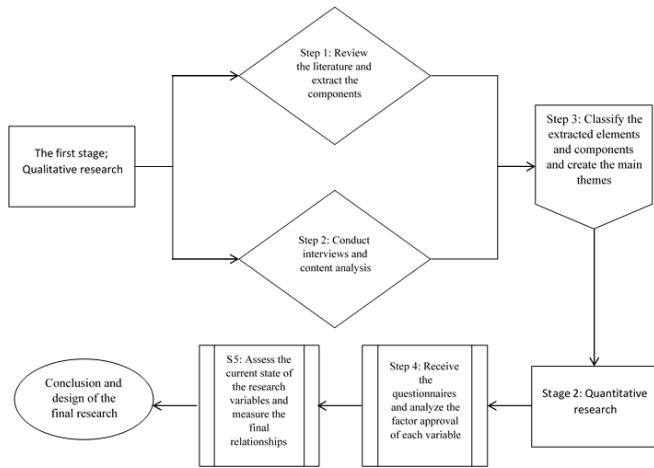 Step 1: Review
the literature and
extract the
components
The first stage;
Qualitative research
Step 2: Conduct
interviews and
content analysis
Step 3: Classify the
extracted elements
and components
and create the main
themes
Stage 2: Quantitative
research
Step 4: Receive
the
questionnaires
and analyze the
factor approval
of each variable
S5: Assess the
current state of
the research
variables and
measure the
final
relationships
Conclusion and
design of the
final research